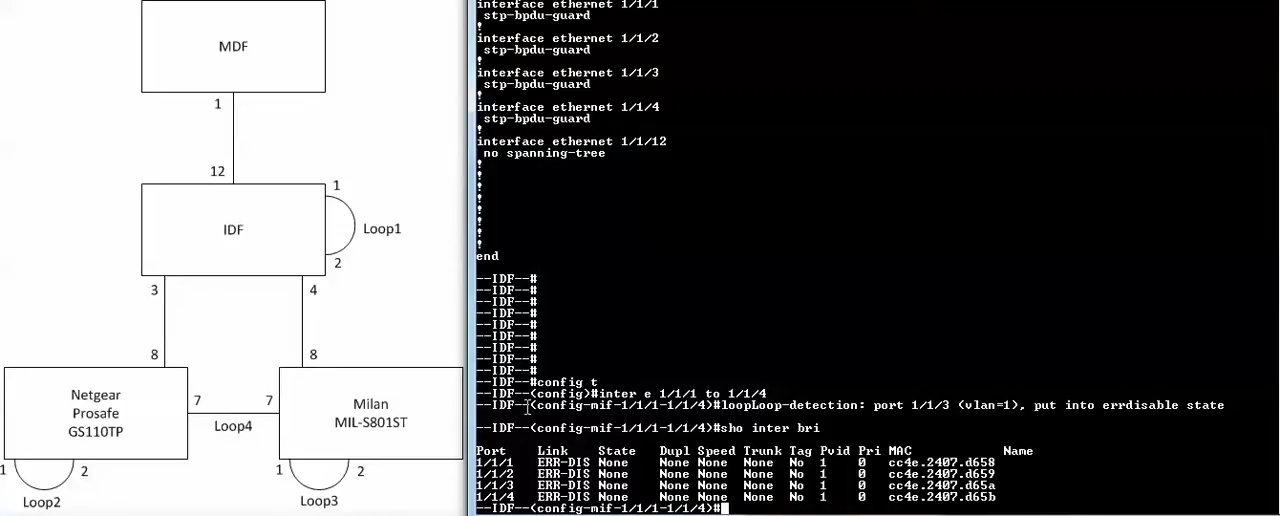 MDF
1
12
IDF
1
Loop1
2
3
4
8
8
Netgear
Prosafe
GS110TP
7
7
Loop4
Milan
MIL-S801ST
1
2
Loop2
1
2
Loop3
interface ethernet 1/1/1
stp-bpdu-guard
!
interface ethernet 1/1/2
stp-bpdu-guard
!
interface ethernet 1/1/3
stp-bpdu-guard
!
interface ethernet 1/1/4
stp-bpdu-guard
!
interface ethernet 1/1/12
no spanning-tree
!
!
!
!
!
!
!
!
end
--IDF--#
--IDF--#
--IDF--#
--IDF--#
--IDF--#
--IDF--#
--IDF--#
--IDF--#
--IDF--#
--IDF--#config t
--IDF--(config)#inter e 1/1/1 to 1/1/4
--IDF--(config-mif-1/1/1-1/1/4)#loopLoop-detection: port 1/1/3 (vlan=1), put into errdisable state
--IDF--(config-mif-1/1/1-1/1/4)#sho inter bri
Port Link State Dupl Speed Trunk Tag Pvid Pri MAC Name
1/1/1 ERR-DIS None None None None No 1 0 cc4e.2407.d658
1/1/2 ERR-DIS None None None None No 1 0 cc4e.2407.d659
1/1/3 ERR-DIS None None None None No 1 0 cc4e.2407.d65a
1/1/4 ERR-DIS None None None None No 1 0 cc4e.2407.d65b
--IDF--(config-mif-1/1/1-1/1/4)#